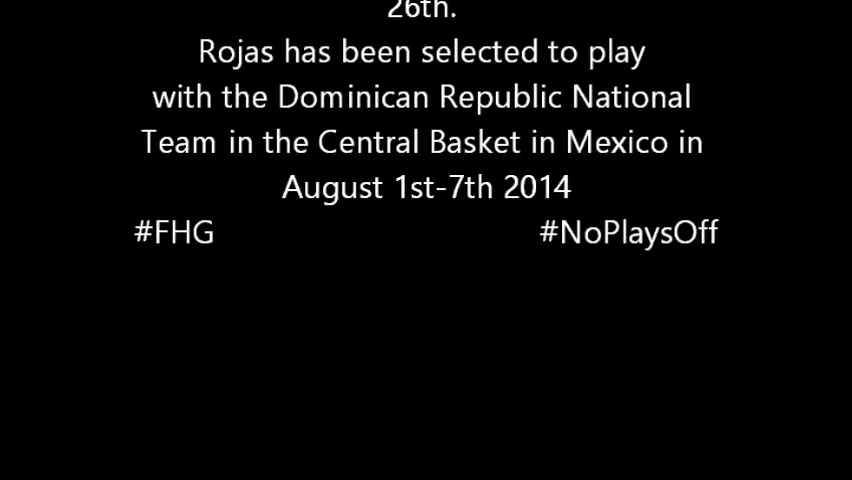 26th.
Rojas has been selected to play
with the Dominican Republic National
Team in the Central Basket in Mexico in
August 1st-7th 2014
#FHG #NoPlaysOff